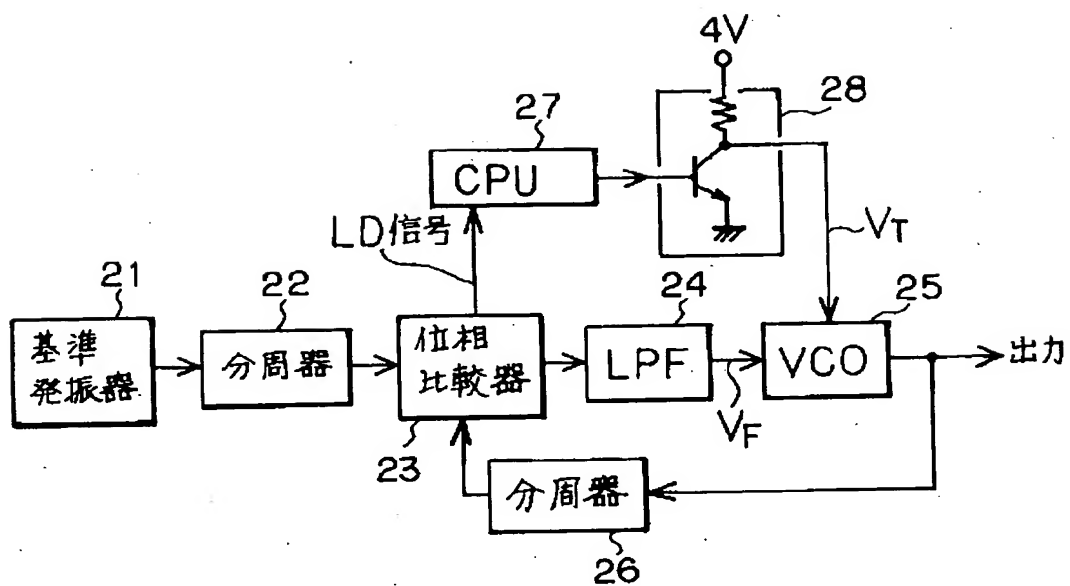 4V
28
27
CPU
LD信号
VT
21
22
24
25
基準
発振器
分周器
位相
比較器
LPF
VCO
出力
23
VF
分周器
26